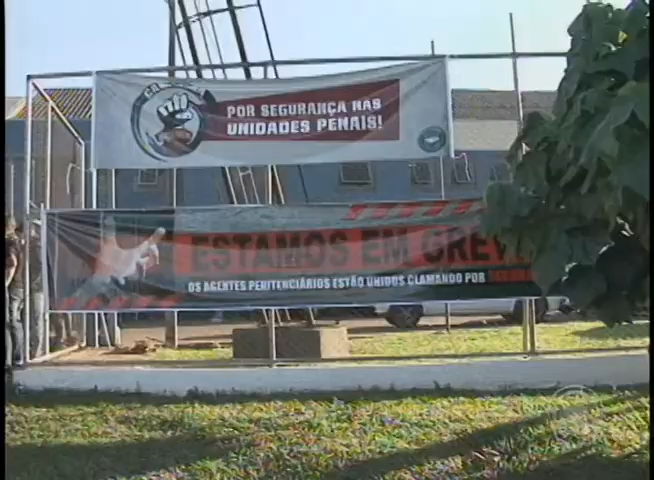 POR SEGURANÇA NAS
UNIDADES PENAIS!
ESTAMOS EM GREVE
OS AGENTES PENITENCIÁRIOS ESTÃO UNIDOS CLAMANDO POR